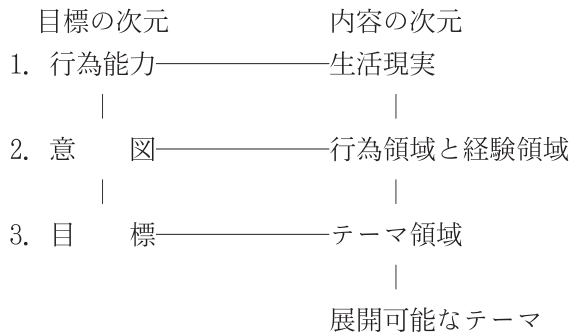 目標の次元 内容の次元
1. 行為能力 生活現実
2. 意 図 行為領域と経験領域
3. 目 標 テーマ領域
展開可能なテーマ